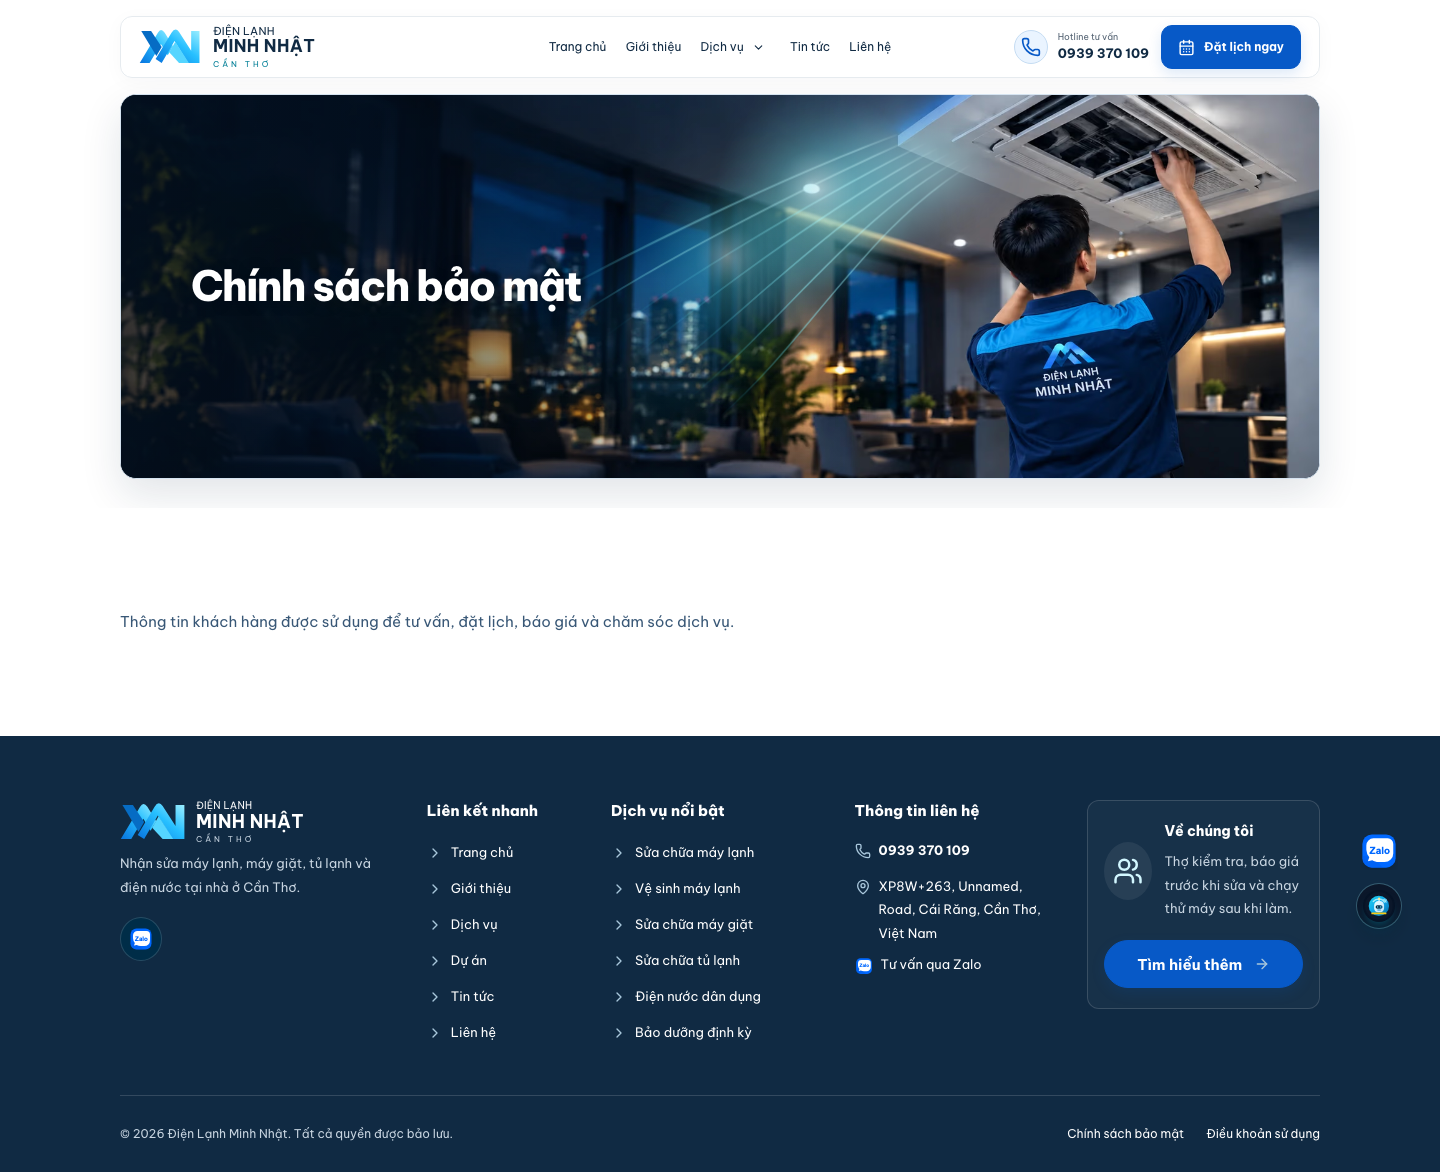 ĐIỆN LẠNH
MINH NHẬT
CẦN THƠ
Trang chủ
Giới thiệu
Dịch vụ
Tin tức
Liên hệ
Hotline tư vấn
0939 370 109
Đặt lịch ngay
Chính sách bảo mật
ĐIỆN LẠNH
MINH NHẬT
Thông tin khách hàng được sử dụng để tư vấn, đặt lịch, báo giá và chăm sóc dịch vụ.
ĐIỆN LẠNH
MINH NHẬT
CẦN THƠ
Nhận sửa máy lạnh, máy giặt, tủ lạnh và
điện nước tại nhà ở Cần Thơ.
Zalo
Liên kết nhanh
Trang chủ
Giới thiệu
Dịch vụ
Dự án
Tin tức
Liên hệ
Dịch vụ nổi bật
Sửa chữa máy lạnh
Vệ sinh máy lạnh
Sửa chữa máy giặt
Sửa chữa tủ lạnh
Điện nước dân dụng
Bảo dưỡng định kỳ
Thông tin liên hệ
0939 370 109
XP8W+263, Unnamed,
Road, Cái Răng, Cần Thơ,
Việt Nam
Zalo
Tư vấn qua Zalo
Về chúng tôi
Thợ kiểm tra, báo giá
trước khi sửa và chạy
thử máy sau khi làm.
Tìm hiểu thêm
Zalo
© 2026 Điện Lạnh Minh Nhật. Tất cả quyền được bảo lưu.
Chính sách bảo mật
Điều khoản sử dụng